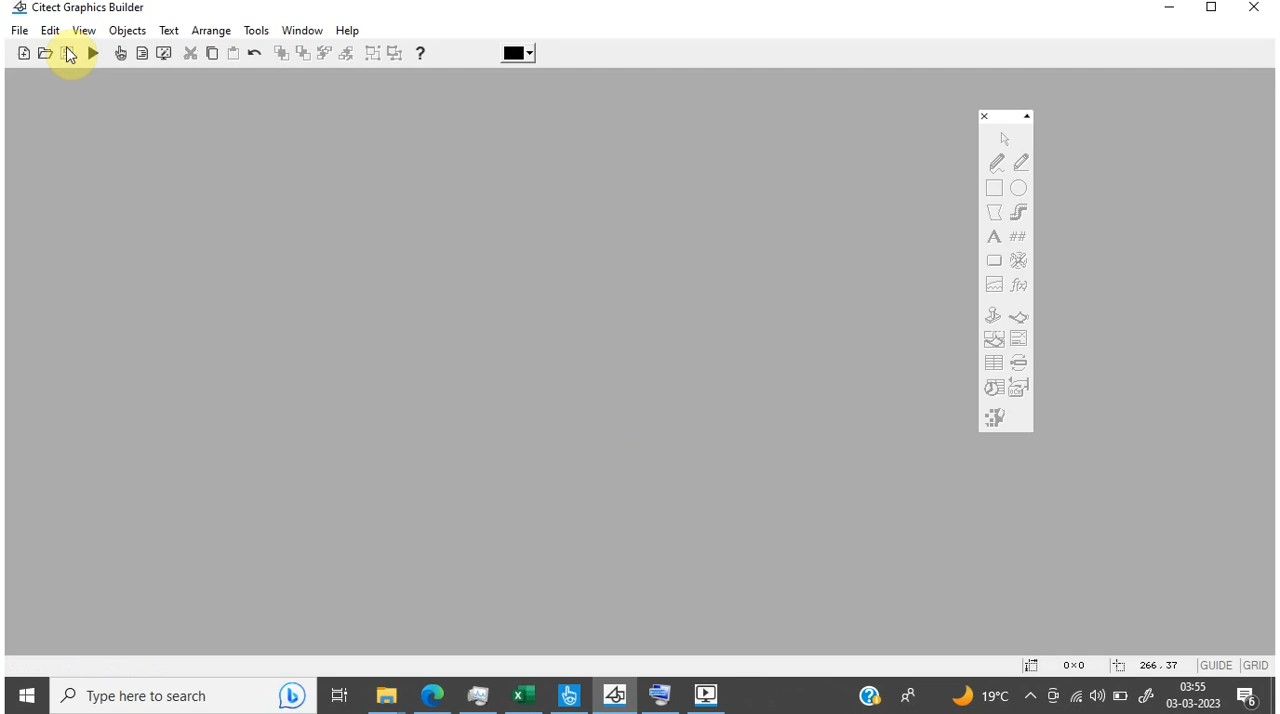 Citect Graphics Builder
File Edit View Objects Text Arrange Tools Window Help
?
A ##
f(x)
0×0 266 , 37 GUIDE GRID
Type here to search
19°C
03:55
03-03-2023
6